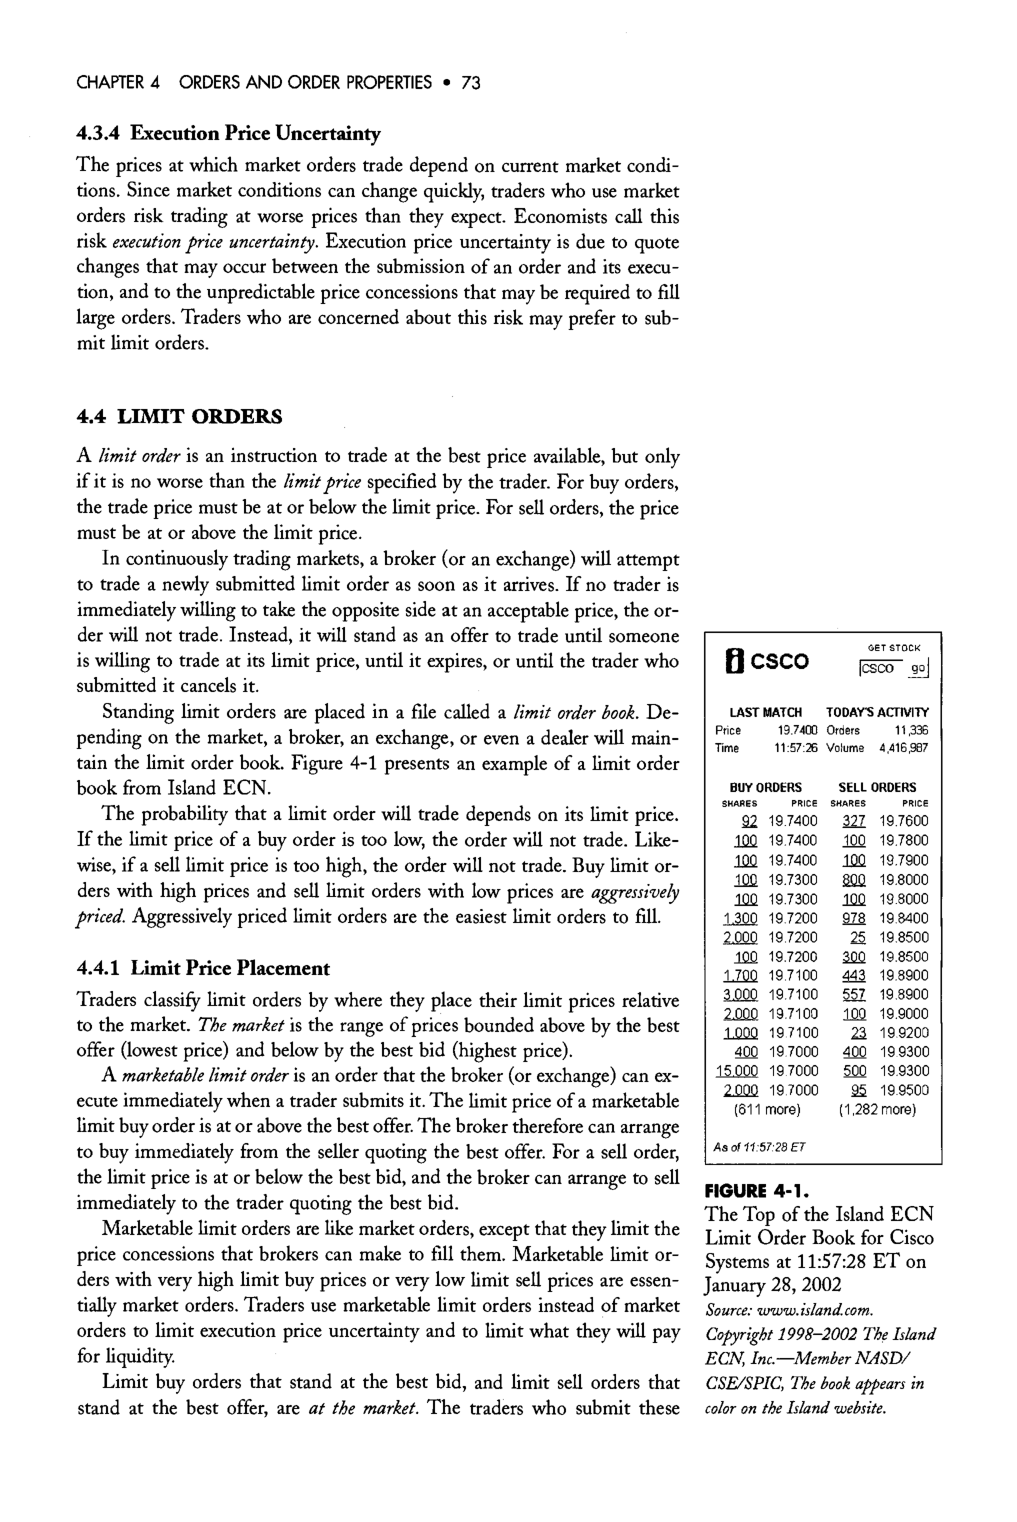 CHAPTER 4 ORDERS AND ORDER PROPERTIES • 73
4.3.4 Execution Price Uncertainty
The prices at which market orders trade depend on current market condi-
tions. Since market conditions can change quickly, traders who use market
orders risk trading at worse prices than they expect. Economists call this
risk execution price uncertainty. Execution price uncertainty is due to quote
changes that may occur between the submission of an order and its execu-
tion, and to the unpredictable price concessions that may be required to fill
large orders. Traders who are concerned about this risk may prefer to sub-
mit limit orders.
4.4 LIMIT ORDERS
A limit order is an instruction to trade at the best price available, but only
if it is no worse than the limit price specified by the trader. For buy orders,
the trade price must be at or below the limit price. For sell orders, the price
must be at or above the limit price.
In continuously trading markets, a broker (or an exchange) will attempt
to trade a newly submitted limit order as soon as it arrives. If no trader is
immediately willing to take the opposite side at an acceptable price, the or-
der will not trade. Instead, it will stand as an offer to trade until someone
is willing to trade at its limit price, until it expires, or until the trader who
submitted it cancels it.
Standing limit orders are placed in a file called a limit order book. De-
pending on the market, a broker, an exchange, or even a dealer will main-
tain the limit order book. Figure 4-1 presents an example of a limit order
book from Island ECN.
The probability that a limit order will trade depends on its limit price.
If the limit price of a buy order is too low, the order will not trade. Like-
wise, if a sell limit price is too high, the order will not trade. Buy limit or-
ders with high prices and sell limit orders with low prices are aggressively
priced. Aggressively priced limit orders are the easiest limit orders to fill.
4.4.1 Limit Price Placement
Traders classify limit orders by where they place their limit prices relative
to the market. The market is the range of prices bounded above by the best
offer (lowest price) and below by the best bid (highest price).
A marketable limit order is an order that the broker (or exchange) can ex-
ecute immediately when a trader submits it. The limit price of a marketable
limit buy order is at or above the best offer. The broker therefore can arrange
to buy immediately from the seller quoting the best offer. For a sell order,
the limit price is at or below the best bid, and the broker can arrange to sell
immediately to the trader quoting the best bid.
Marketable limit orders are like market orders, except that they limit the
price concessions that brokers can make to fill them. Marketable limit or-
ders with very high limit buy prices or very low limit sell prices are essen-
tially market orders. Traders use marketable limit orders instead of market
orders to limit execution price uncertainty and to limit what they will pay
for liquidity.
Limit buy orders that stand at the best bid, and limit sell orders that
stand at the best offer, are at the market. The traders who submit these
GET STOCK
CSCO CSCO go
LAST MATCH TODAY'S ACTIVITY
Price 19.7400 Orders 11,336
Time 11:57:26 Volume 4,416,987
BUY ORDERS SELL ORDERS
SHARES PRICE SHARES PRICE
92 19.7400 327 19.7600
100 19.7400 100 19.7800
100 19.7400 100 19.7900
100 19.7300 800 19.8000
100 19.7300 100 19.8000
1,300 19.7200 978 19.8400
2,000 19.7200 25 19.8500
100 19.7200 300 19.8500
1,700 19.7100 443 19.8900
3,000 19.7100 557 19.8900
2,000 19.7100 100 19.9000
1,000 19.7100 23 19.9200
400 19.7000 400 19.9300
15,000 19.7000 500 19.9300
2,000 19.7000 95 19.9500
(611 more) (1,282 more)
As of 11:57:28 ET
FIGURE 4-1.
The Top of the Island ECN
Limit Order Book for Cisco
Systems at 11:57:28 ET on
January 28, 2002
Source: www.island.com.
Copyright 1998–2002 The Island
ECN, Inc.—Member NASD/
CSE/SPIC, The book appears in
color on the Island website.